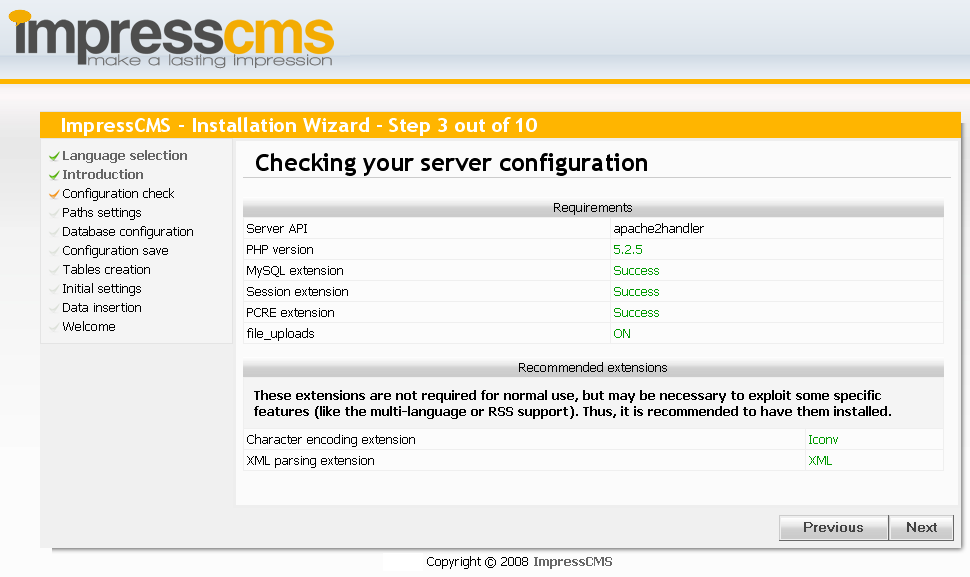 impresscms
make a lasting impression
ImpressCMS - Installation Wizard - Step 3 out of 10
Language selection
Introduction
Configuration check
Paths settings
Database configuration
Configuration save
Tables creation
Initial settings
Data insertion
Welcome
Checking your server configuration
Requirements
Server API apache2handler
PHP version 5.2.5
MySQL extension Success
Session extension Success
PCRE extension Success
file_uploads ON
Recommended extensions
These extensions are not required for normal use, but may be necessary to exploit some specific
features (like the multi-language or RSS support). Thus, it is recommended to have them installed.
Character encoding extension Iconv
XML parsing extension XML
Previous Next
Copyright © 2008 ImpressCMS